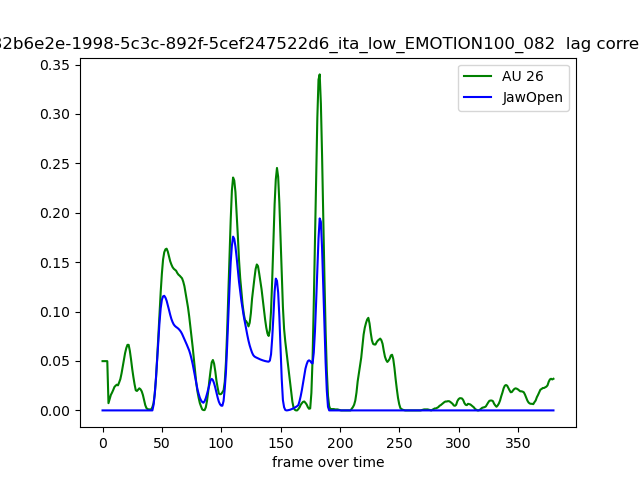 32b6e2e-1998-5c3c-892f-5cef247522d6_ita_low_EMOTION100_082 lag corre
AU 26
JawOpen
0.35
0.30
0.25
0.20
0.15
0.10
0.05
0.00
0 50 100 150 200 250 300 350
frame over time